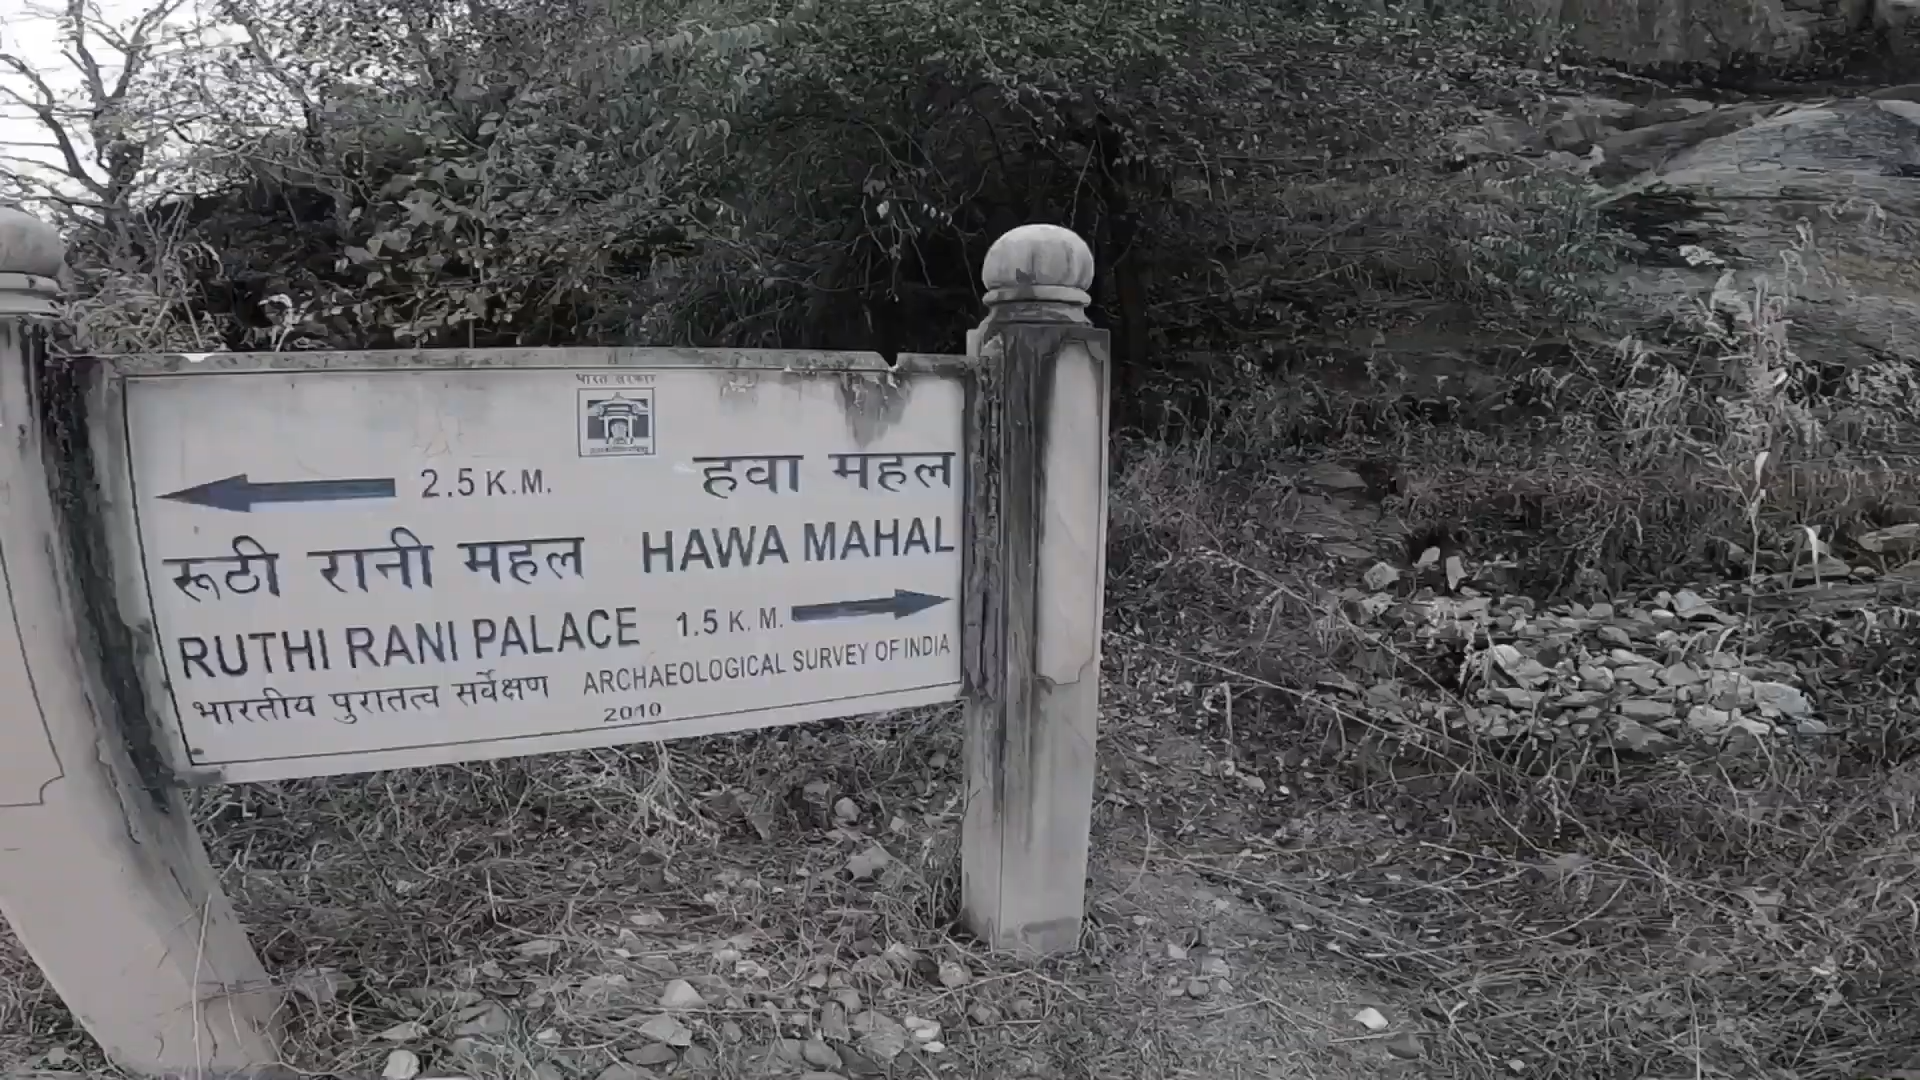 भारत सरकार
2.5 K.M.
हवा महल
रूठी रानी महल
HAWA MAHAL
RUTHI RANI PALACE
1.5 K. M.
भारतीय पुरातत्व सर्वेक्षण
ARCHAEOLOGICAL SURVEY OF INDIA
2010